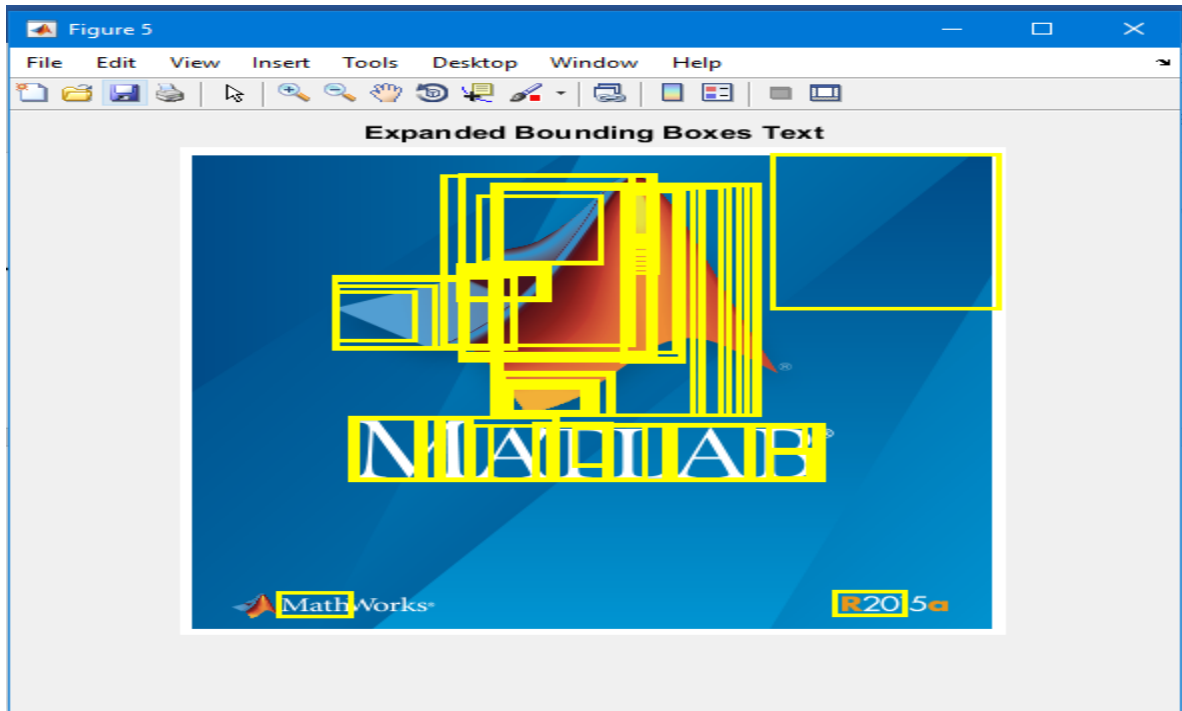 Figure 5
File Edit View Insert Tools Desktop Window Help
Expanded Bounding Boxes Text
®
MATLAB®
MathWorks®
R2015a